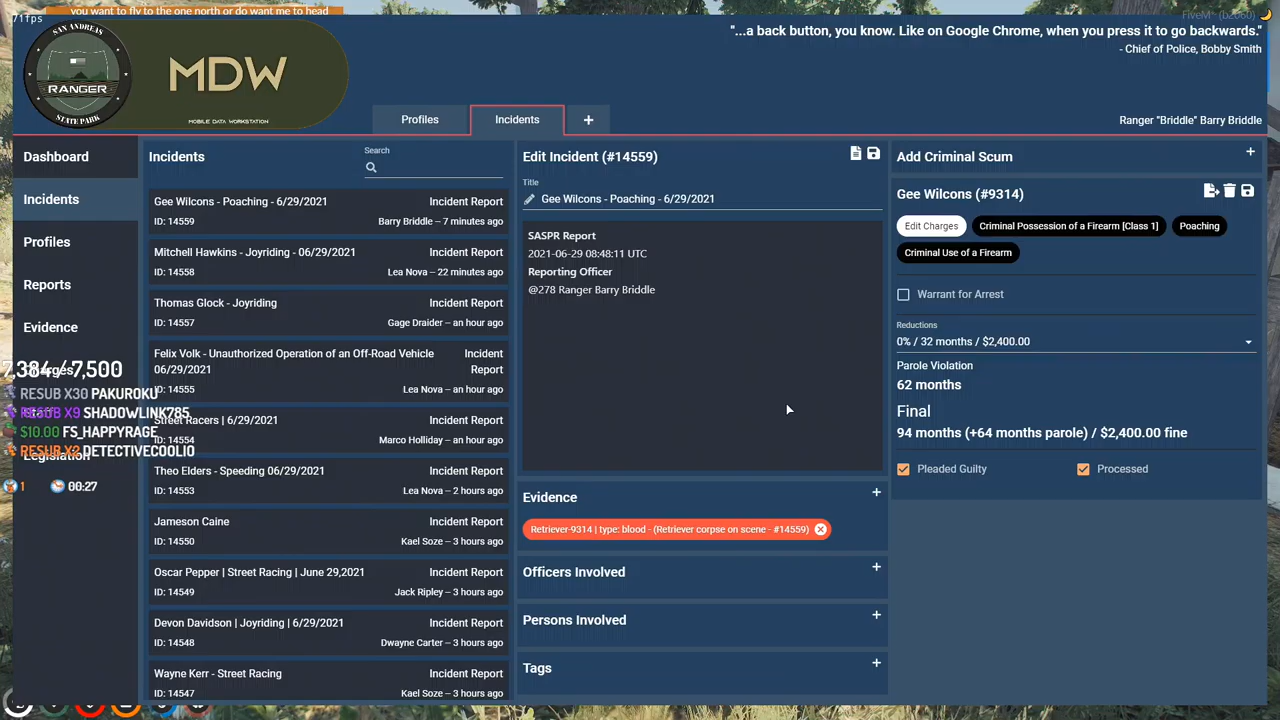 you want to fly to the one north or do want me to head
71fps
FiveM
SAN ANDREAS
RANGER
STATE PARK
MDW
MOBILE DATA WORKSTATION
"...a back button, you know. Like on Google Chrome, when you press it to go backwards."
- Chief of Police, Bobby Smith
Profiles
Incidents
+
Ranger "Briddle" Barry Briddle
Dashboard
Incidents
Profiles
Reports
Evidence
Charges
Legislation
7,384 / 7,500
RESUB X30 PAKUROKU
RESUB X9 SHADOWLINK785
$10.00 FS_HAPPYRAGE
RESUB X2 DETECTIVECOOLIO
1
00:27
Incidents
Search
Gee Wilcons - Poaching - 6/29/2021 Incident Report
ID: 14559 Barry Briddle – 7 minutes ago
Mitchell Hawkins - Joyriding - 06/29/2021 Incident Report
ID: 14558 Lea Nova – 22 minutes ago
Thomas Glock - Joyriding Incident Report
ID: 14557 Gage Draider – an hour ago
Felix Volk - Unauthorized Operation of an Off-Road Vehicle Incident
06/29/2021 Report
ID: 14555 Lea Nova – an hour ago
Street Racers | 6/29/2021 Incident Report
ID: 14554 Marco Holliday – an hour ago
Theo Elders - Speeding 06/29/2021 Incident Report
ID: 14553 Lea Nova – 2 hours ago
Jameson Caine Incident Report
ID: 14550 Kael Soze – 3 hours ago
Oscar Pepper | Street Racing | June 29,2021 Incident Report
ID: 14549 Jack Ripley – 3 hours ago
Devon Davidson | Joyriding | 6/29/2021 Incident Report
ID: 14548 Dwayne Carter – 3 hours ago
Wayne Kerr - Street Racing Incident Report
ID: 14547 Kael Soze – 3 hours ago
Edit Incident (#14559)
Title
Gee Wilcons - Poaching - 6/29/2021
SASPR Report
2021-06-29 08:48:11 UTC
Reporting Officer
@278 Ranger Barry Briddle
Evidence
+
Retriever-9314 | type: blood - (Retriever corpse on scene - #14559)
Officers Involved
+
Persons Involved
+
Tags
+
Add Criminal Scum
+
Gee Wilcons (#9314)
Edit Charges
Criminal Possession of a Firearm [Class 1]
Poaching
Criminal Use of a Firearm
Warrant for Arrest
Reductions
0% / 32 months / $2,400.00
Parole Violation
62 months
Final
94 months (+64 months parole) / $2,400.00 fine
Pleaded Guilty
Processed